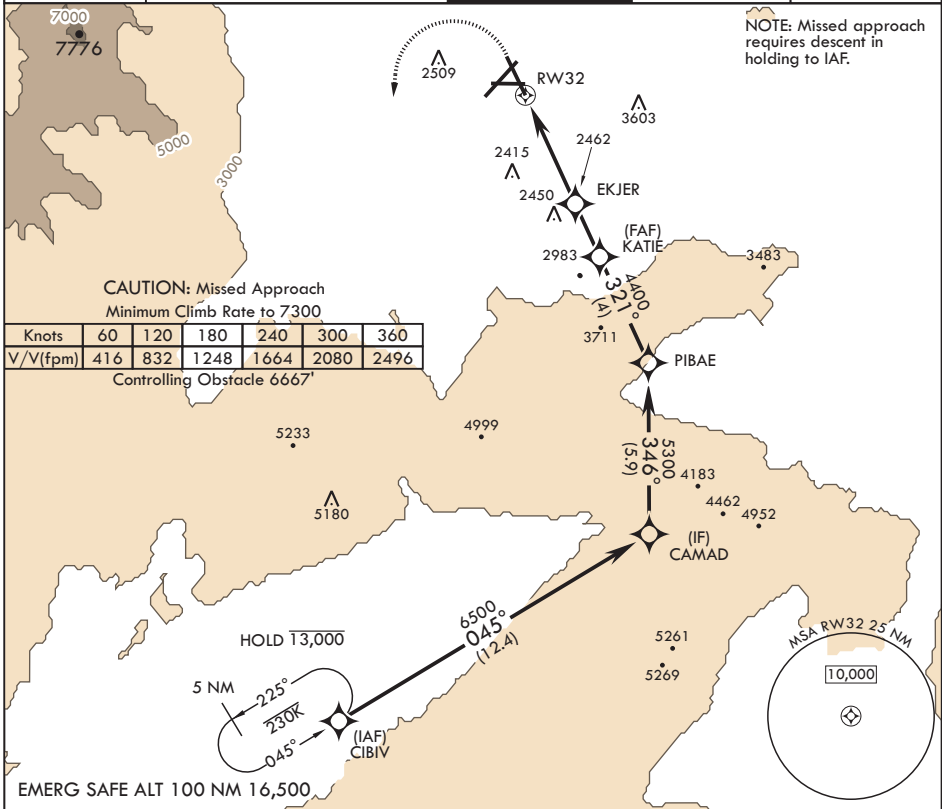 7000
7776
5000
3000
2509
RW32
NOTE: Missed approach
requires descent in
holding to IAF.
3603
2462
2415
2450
EKJER
(FAF)
KATIE
2983
3483
4400
321°
(4)
3711
PIBAE
CAUTION: Missed Approach
Minimum Climb Rate to 7300
Knots 60 120 180 240 300 360
V/V(fpm) 416 832 1248 1664 2080 2496
Controlling Obstacle 6667'
5233
4999
5180
5300
346°
(5.9)
4183
4462
4952
(IF)
CAMAD
6500
045°
(12.4)
HOLD 13,000
5 NM
225°
230K
045°
(IAF)
CIBIV
5261
5269
MSA RW32 25 NM
10,000
EMERG SAFE ALT 100 NM 16,500